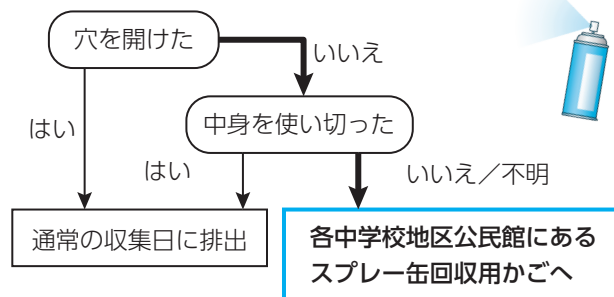 穴を開けた
いいえ
はい
中身を使い切った
はい
いいえ／不明
通常の収集日に排出
各中学校地区公民館にある
スプレー缶回収用かごへ